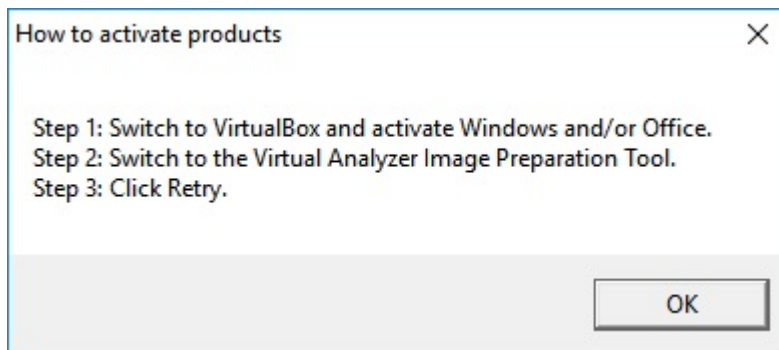 How to activate products
Step 1: Switch to VirtualBox and activate Windows and/or Office.
Step 2: Switch to the Virtual Analyzer Image Preparation Tool.
Step 3: Click Retry.
OK